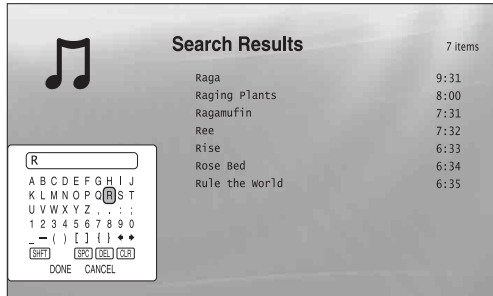 Search Results 7 items
Raga 9:31
Raging Plants 8:00
Ragamufin 7:31
Ree 7:32
Rise 6:33
Rose Bed 6:34
Rule the World 6:35
R
A B C D E F G H I J
K L M N O P Q R S T
U V W X Y Z , . : ;
1 2 3 4 5 6 7 8 9 0
_ — ( ) [ ] { }
SHFT SPC DEL CLR
DONE CANCEL